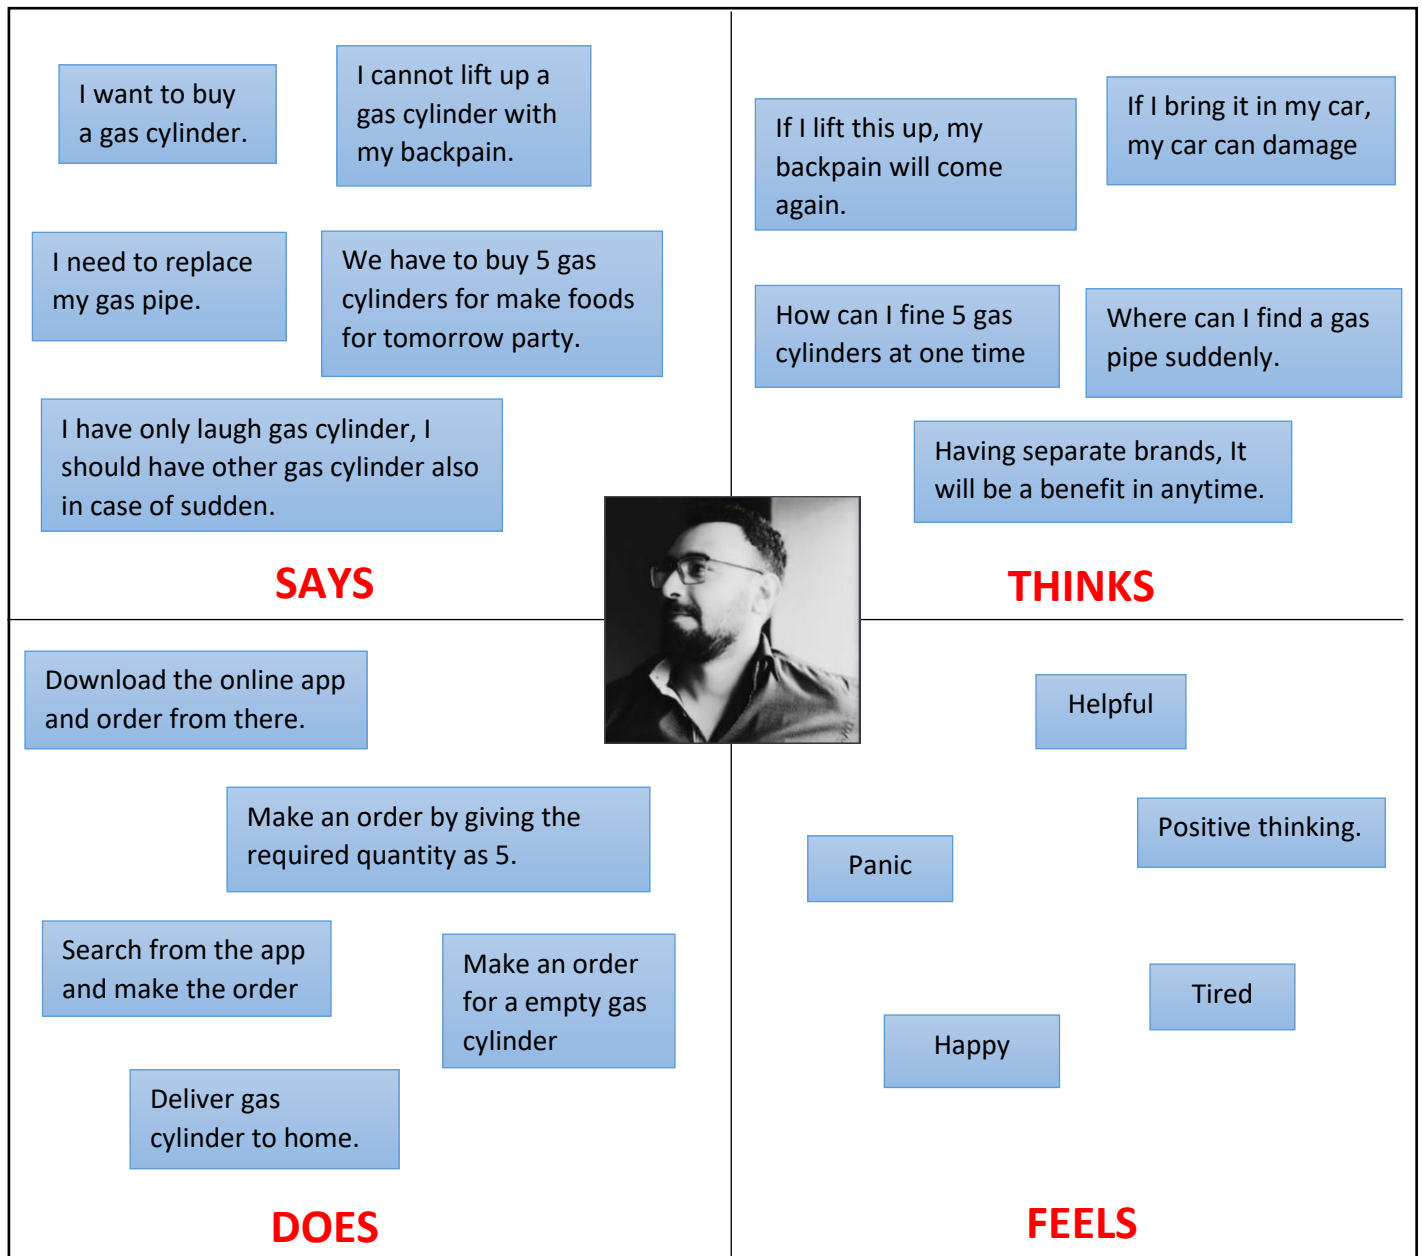 I want to buy
a gas cylinder.
I cannot lift up a
gas cylinder with
my backpain.
I need to replace
my gas pipe.
We have to buy 5 gas
cylinders for make foods
for tomorrow party.
I have only laugh gas cylinder, I
should have other gas cylinder also
in case of sudden.
SAYS
If I lift this up, my
backpain will come
again.
If I bring it in my car,
my car can damage
How can I fine 5 gas
cylinders at one time
Where can I find a gas
pipe suddenly.
Having separate brands, It
will be a benefit in anytime.
THINKS
Download the online app
and order from there.
Make an order by giving the
required quantity as 5.
Search from the app
and make the order
Make an order
for a empty gas
cylinder
Deliver gas
cylinder to home.
DOES
Helpful
Positive thinking.
Panic
Tired
Happy
FEELS